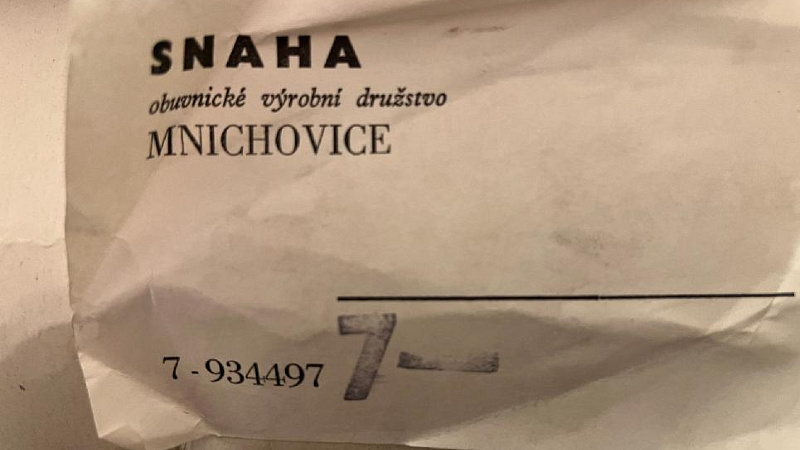 SNAHA
obuvnické výrobní družstvo
MNICHOVICE
7-934497 7—